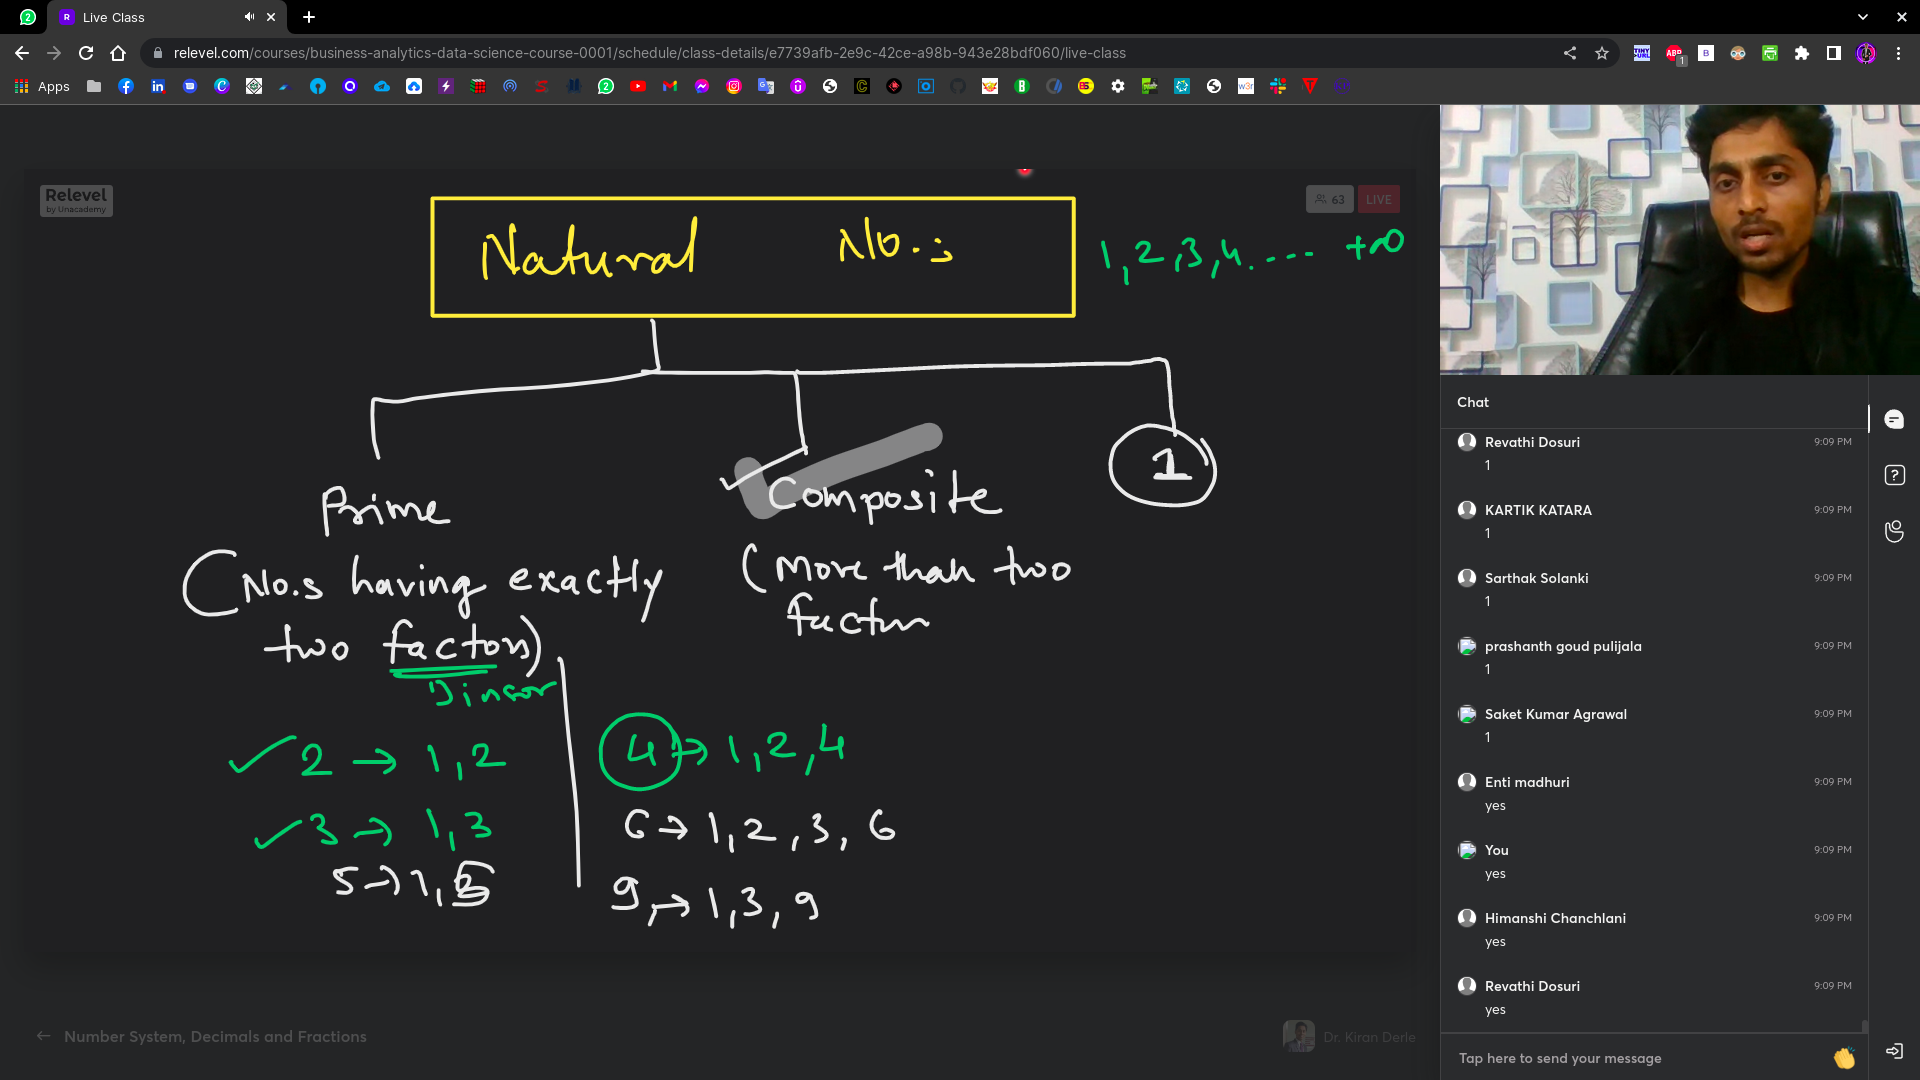 Live Class
relevel.com/courses/business-analytics-data-science-course-0001/schedule/class-details/e7739afb-2e9c-42ce-a98b-943e28bdf060/live-class
Apps
Relevel
by Unacademy
63 LIVE
Natural No.s
1, 2, 3, 4. ---- +∞
Prime
Composite
1
(No.s having exactly
two factors)
Divisor
(More than two
factors
2 → 1, 2
3 → 1, 3
5 → 1, 5
4 → 1, 2, 4
6 → 1, 2, 3, 6
9, → 1, 3, 9
Number System, Decimals and Fractions
Dr. Kiran Derle
Chat
Revathi Dosuri 9:09 PM
1
KARTIK KATARA 9:09 PM
1
Sarthak Solanki 9:09 PM
1
prashanth goud pulijala 9:09 PM
1
Saket Kumar Agrawal 9:09 PM
1
Enti madhuri 9:09 PM
yes
You 9:09 PM
yes
Himanshi Chanchlani 9:09 PM
yes
Revathi Dosuri 9:09 PM
yes
Tap here to send your message